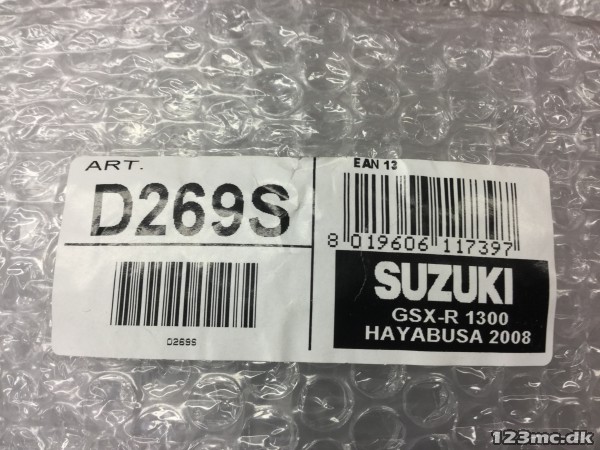 ART.
D269S
D269S
EAN 13
8 019606 117397
SUZUKI
GSX-R 1300
HAYABUSA 2008
123mc.dk